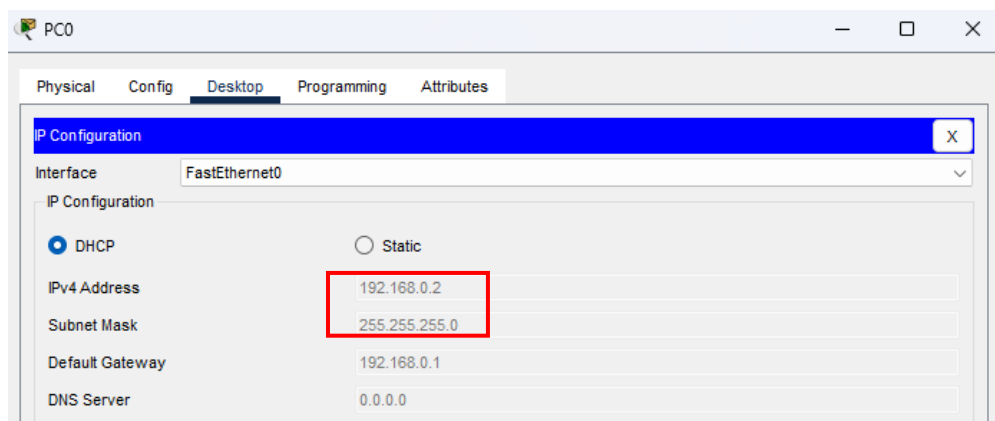 PC0
Physical Config Desktop Programming Attributes
IP Configuration X
Interface FastEthernet0
IP Configuration
DHCP Static
IPv4 Address 192.168.0.2
Subnet Mask 255.255.255.0
Default Gateway 192.168.0.1
DNS Server 0.0.0.0